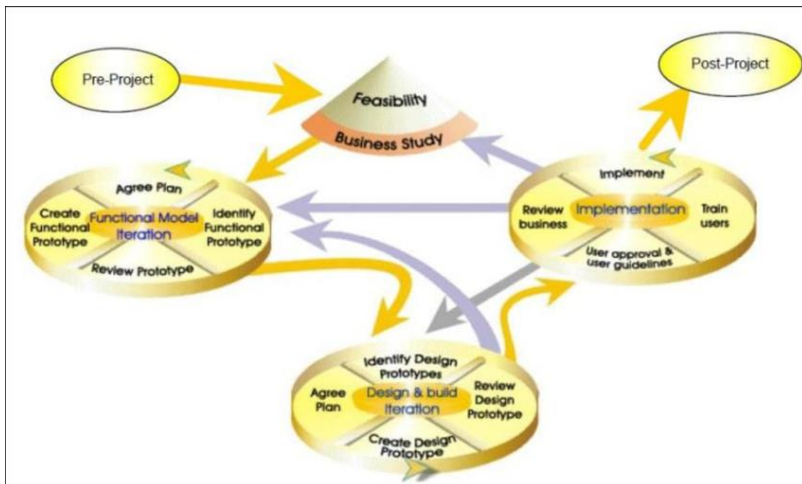 Pre-Project
Post-Project
Feasibility
Business Study
Agree Plan
Create
Functional
Prototype
Functional Model
Iteration
Identify
Functional
Prototype
Review Prototype
Implement
Review
business
Implementation
Train
users
User approval &
user guidelines
Identify Design
Prototypes
Agree
Plan
Design & build
Iteration
Review
Design
Prototype
Create Design
Prototype